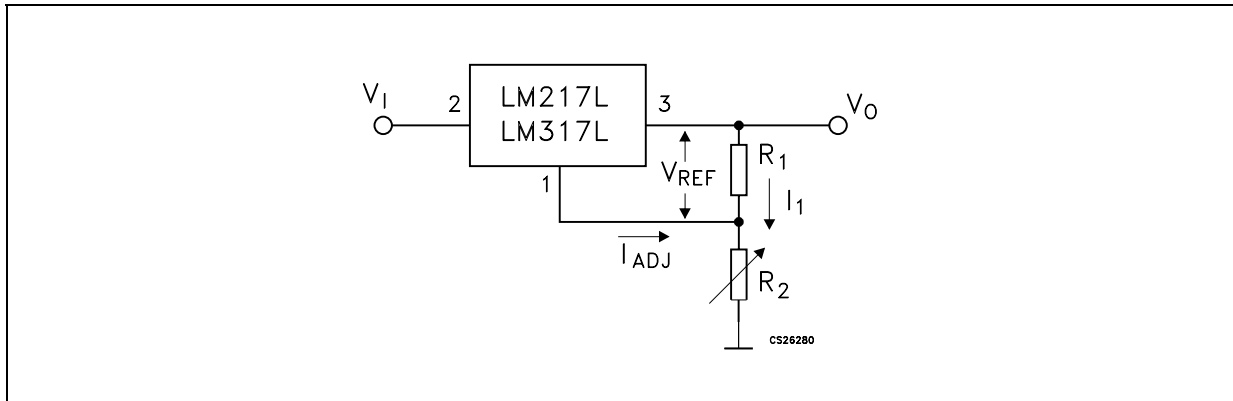 V_I
2
LM217L
LM317L
3
V_O
1
V_REF
R_1
I_1
I_ADJ
R_2
CS26280